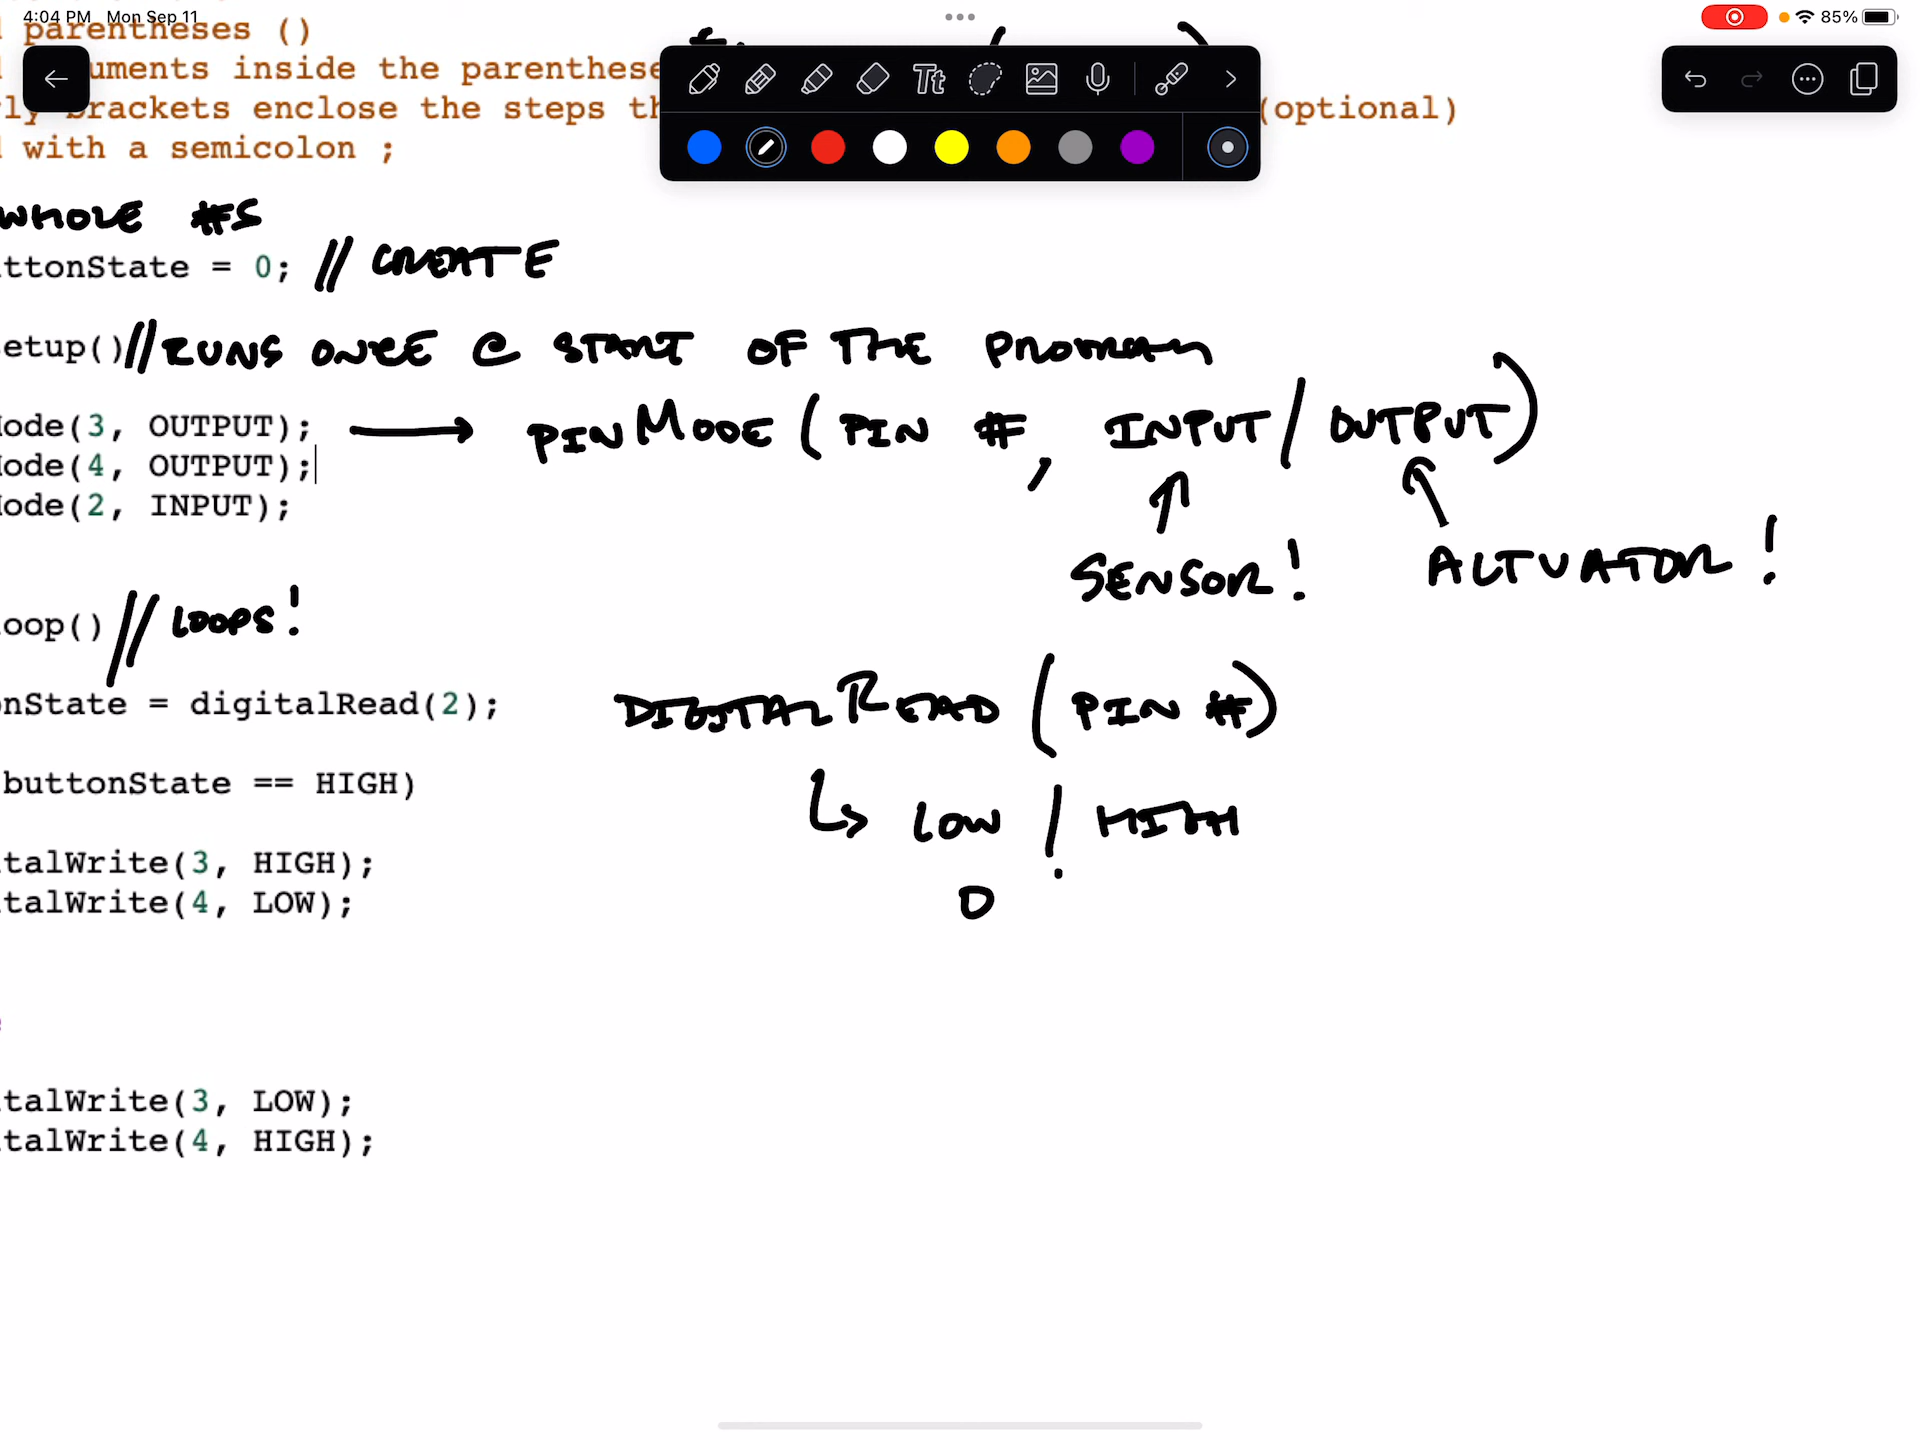 4:04 PM Mon Sep 11
85%
parentheses ()
uments inside the parenthese
rly brackets enclose the steps th (optional)
with a semicolon ;
WHOLE #S
ttonState = 0; // CREATE
etup() // RUNS ONCE @ START OF THE PROGRAM
ode(3, OUTPUT); → PINMODE (PIN #, INPUT / OUTPUT)
ode(4, OUTPUT);
ode(2, INPUT);
SENSOR! ACTUATOR!
oop() // LOOPS!
nState = digitalRead(2); DIGITALREAD (PIN #)
buttonState == HIGH)
LOW / HIGH
talWrite(3, HIGH);
talWrite(4, LOW);
0
talWrite(3, LOW);
talWrite(4, HIGH);